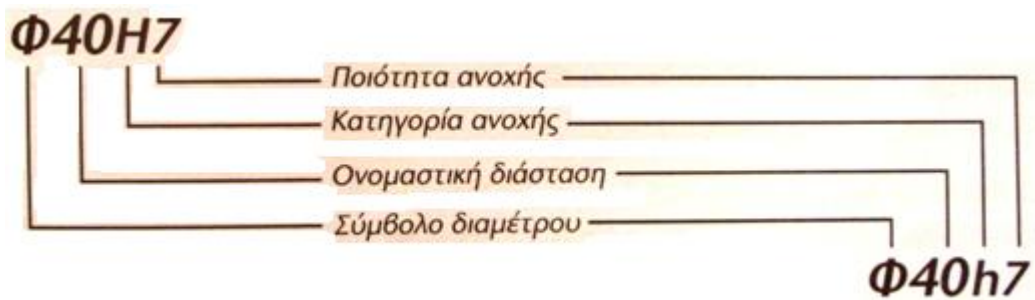 Φ40H7
Ποιότητα ανοχής
Κατηγορία ανοχής
Ονομαστική διάσταση
Σύμβολο διαμέτρου
Φ40h7